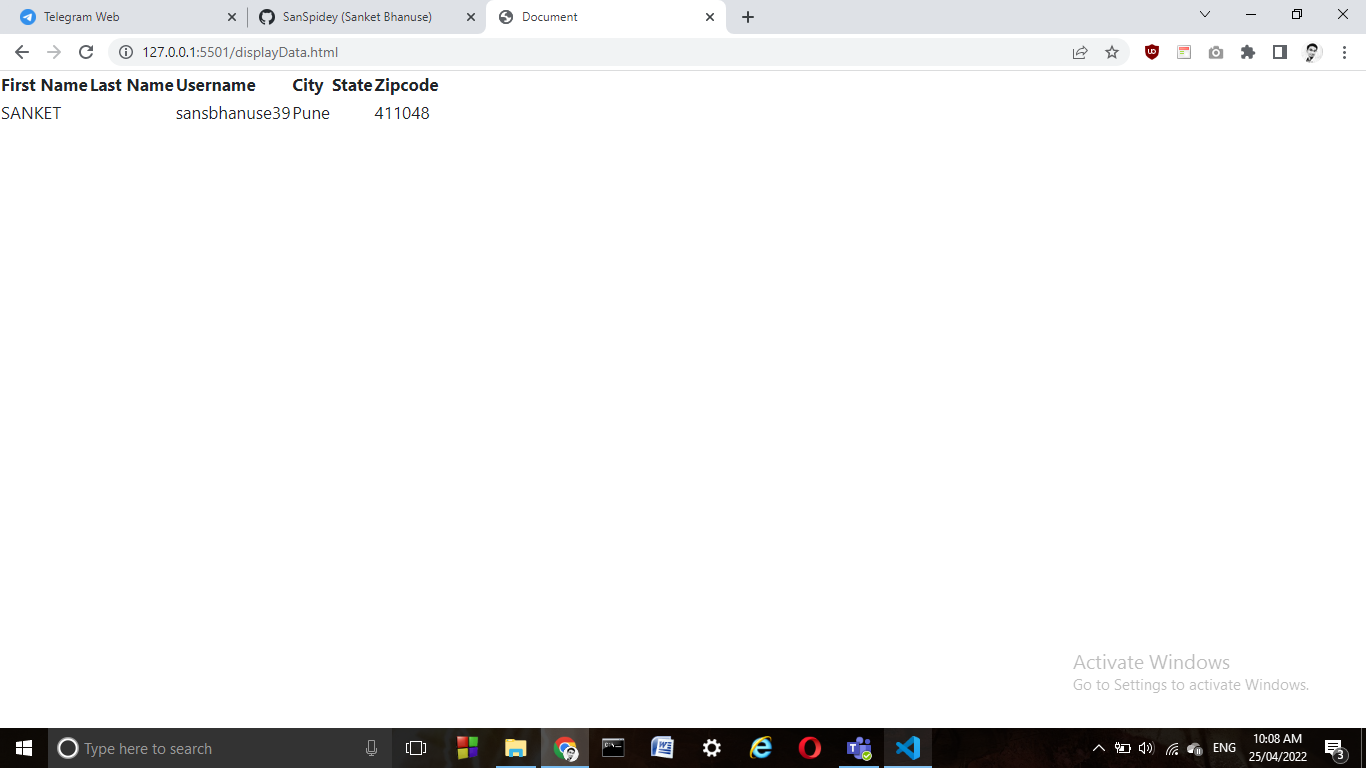 Telegram Web
SanSpidey (Sanket Bhanuse)
Document
127.0.0.1:5501/displayData.html
First Name Last Name Username City State Zipcode
SANKET sansbhanuse39 Pune 411048
Activate Windows
Go to Settings to activate Windows.
Type here to search
ENG
10:08 AM
25/04/2022
3